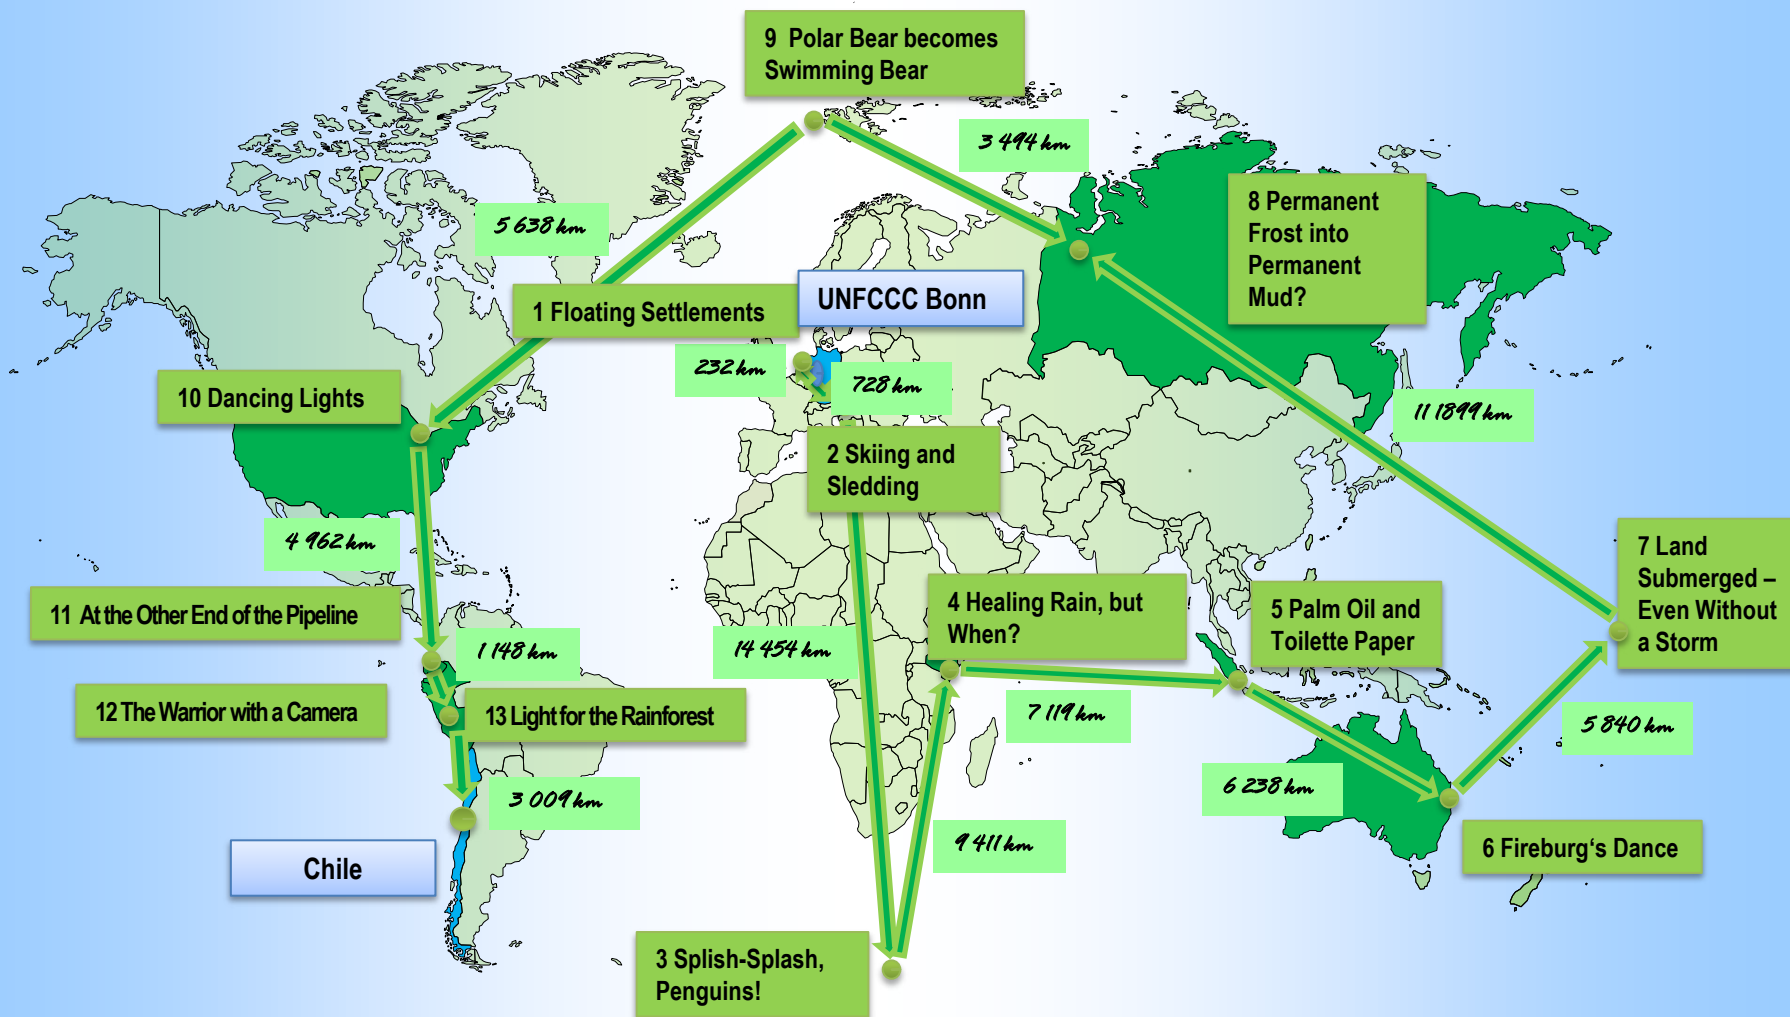 9 Polar Bear becomes
Swimming Bear
3 494 km
8 Permanent
Frost into
Permanent
Mud?
5 638 km
UNFCCC Bonn
1 Floating Settlements
232 km
728 km
10 Dancing Lights
11 1899 km
2 Skiing and
Sledding
4 962 km
7 Land
Submerged –
Even Without
a Storm
4 Healing Rain, but
When?
5 Palm Oil and
Toilette Paper
11 At the Other End of the Pipeline
1 148 km
14 454 km
12 The Warrior with a Camera
13 Light for the Rainforest
7 119 km
5 840 km
6 238 km
3 009 km
9 411 km
6 Fireburg‘s Dance
Chile
3 Splish-Splash,
Penguins!